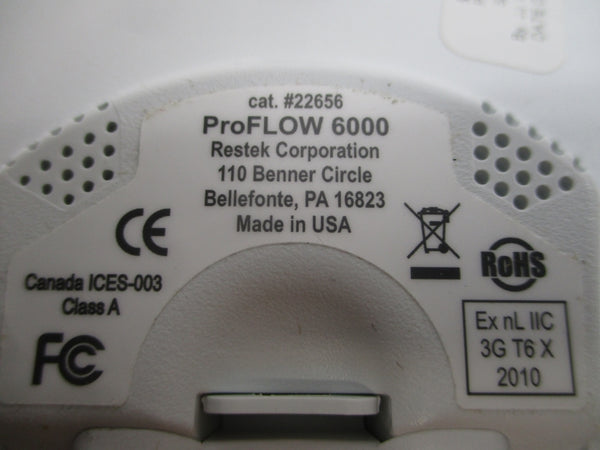 cat. #22656
ProFLOW 6000
Restek Corporation
110 Benner Circle
Bellefonte, PA 16823
Made in USA
CE
Canada ICES-003
Class A
FC
RoHS
Ex nL IIC
3G T6 X
2010